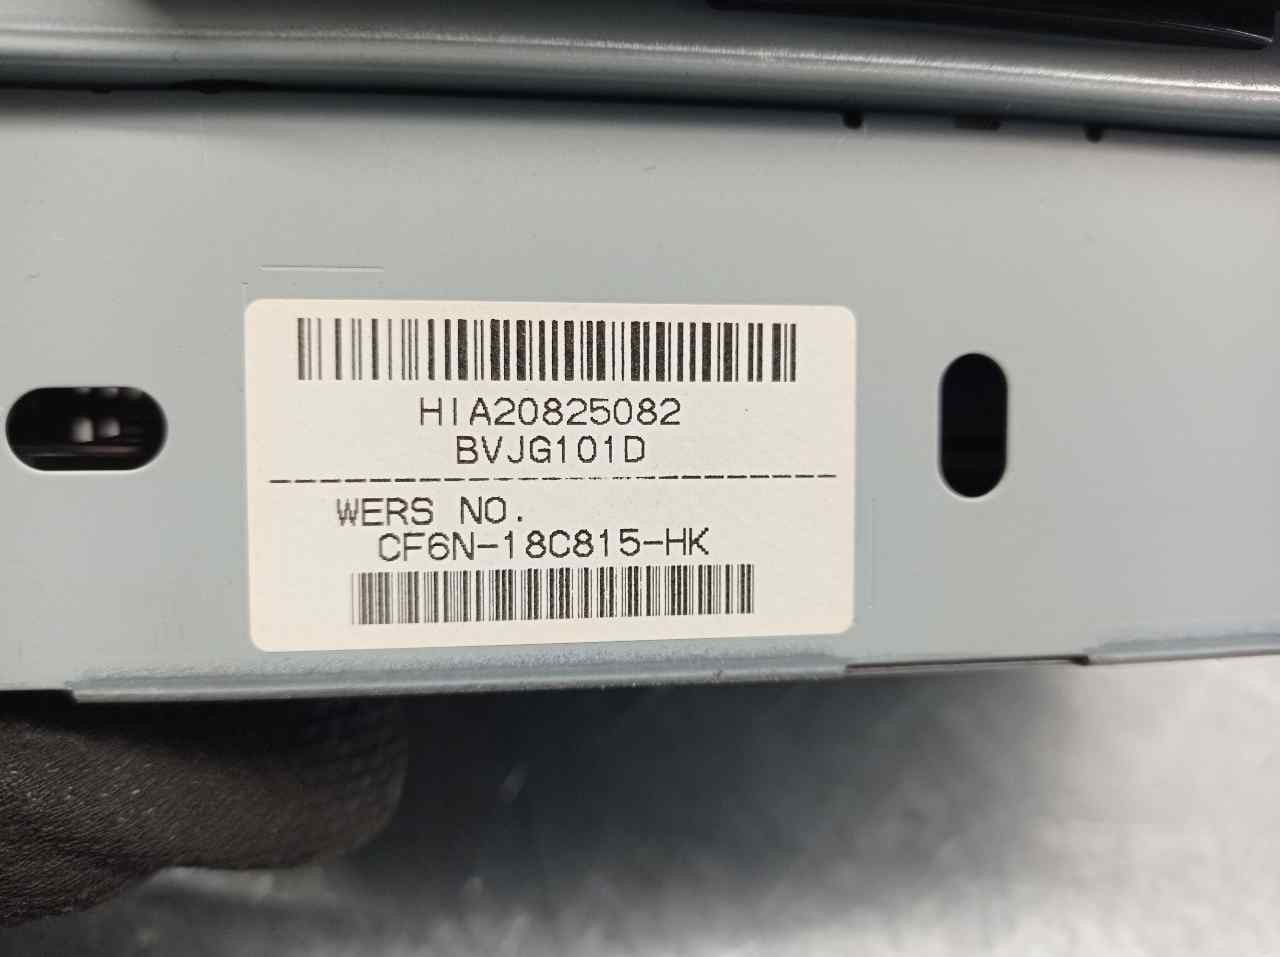 HIA20825082
BVJG101D
WERS NO.
CF6N-18C815-HK